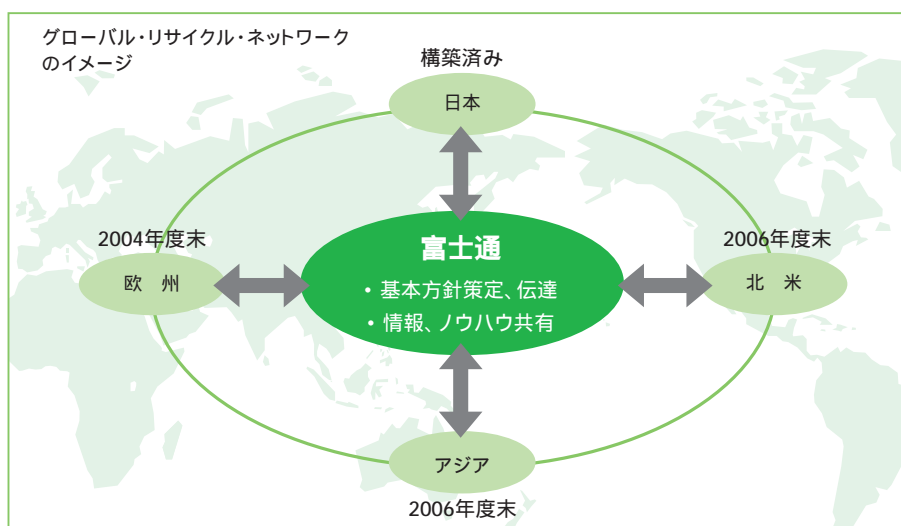 グローバル・リサイクル・ネットワーク
のイメージ
構築済み
日本
2004年度末
欧 州
富士通
・基本方針策定、伝達
・情報、ノウハウ共有
2006年度末
北 米
アジア
2006年度末